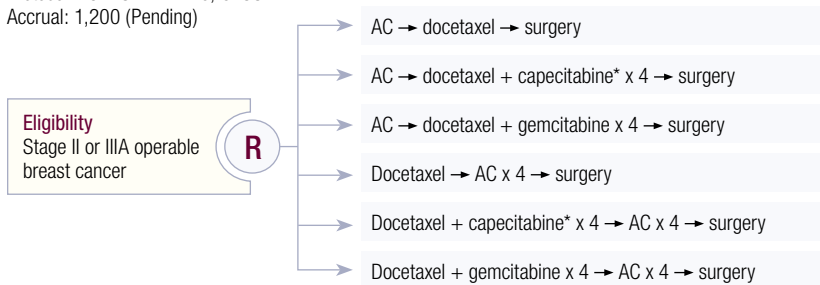 Accrual: 1,200 (Pending)
AC → docetaxel → surgery
AC → docetaxel + capecitabine* x 4 → surgery
AC → docetaxel + gemcitabine x 4 → surgery
Docetaxel → AC x 4 → surgery
Docetaxel + capecitabine* x 4 → AC x 4 → surgery
Docetaxel + gemcitabine x 4 → AC x 4 → surgery
Eligibility
Stage II or IIIA operable
breast cancer
R